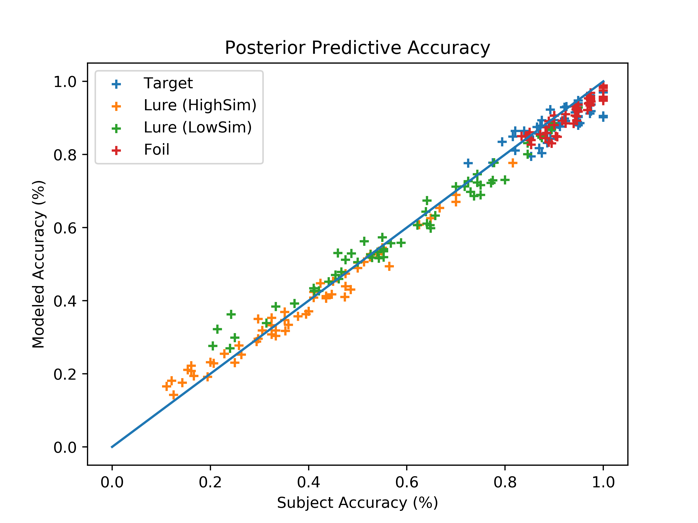 Posterior Predictive Accuracy
Target
Lure (HighSim)
Lure (LowSim)
Foil
Modeled Accuracy (%)
1.0
0.8
0.6
0.4
0.2
0.0
0.0 0.2 0.4 0.6 0.8 1.0
Subject Accuracy (%)